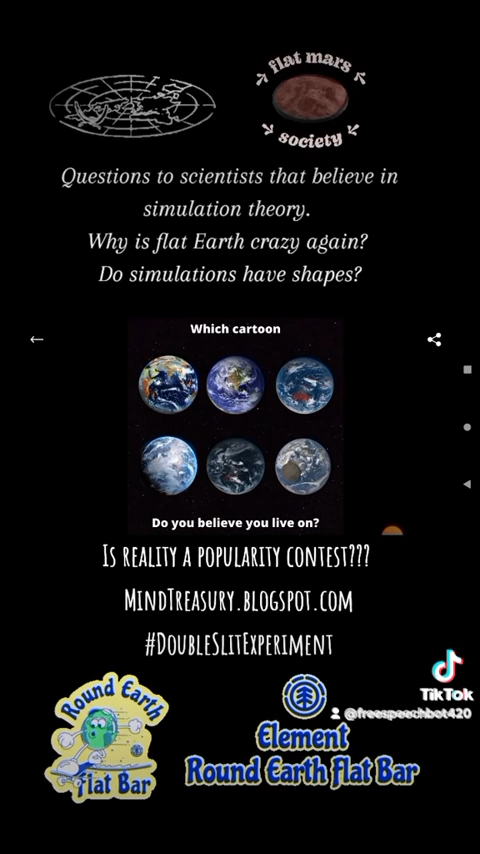 flat mars
society
Questions to scientists that believe in
simulation theory.
Why is flat Earth crazy again?
Do simulations have shapes?
Which cartoon
Do you believe you live on?
IS REALITY A POPULARITY CONTEST???
MINDTREASURY.BLOGSPOT.COM
#DOUBLESLITEXPERIMENT
TikTok
@freespeechbot420
Round Earth
flat Bar
Element
Round Earth flat Bar